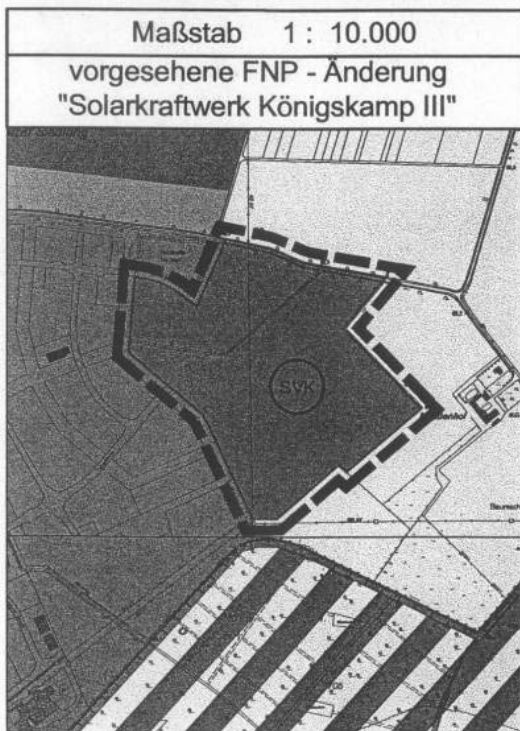 Maßstab 1 : 10.000
vorgesehene FNP - Änderung
"Solarkraftwerk Königskamp III"
SVK